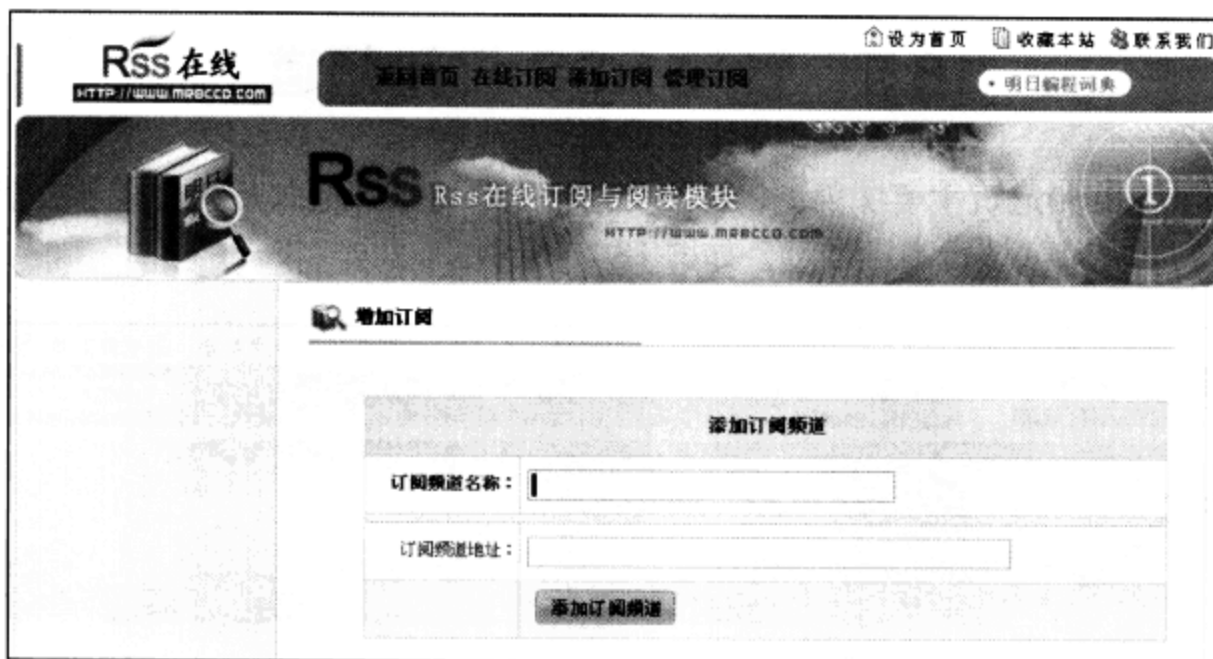 设为首页 收藏本站 联系我们
Rss在线
HTTP://WWW.MRBCCD.COM
返回首页 在线订阅 添加订阅 管理订阅
• 明日编程词典
Rss Rss在线订阅与阅读模块
HTTP://WWW.MRBCCD.COM
增加订阅
添加订阅频道
订阅频道名称：
订阅频道地址：
添加订阅频道